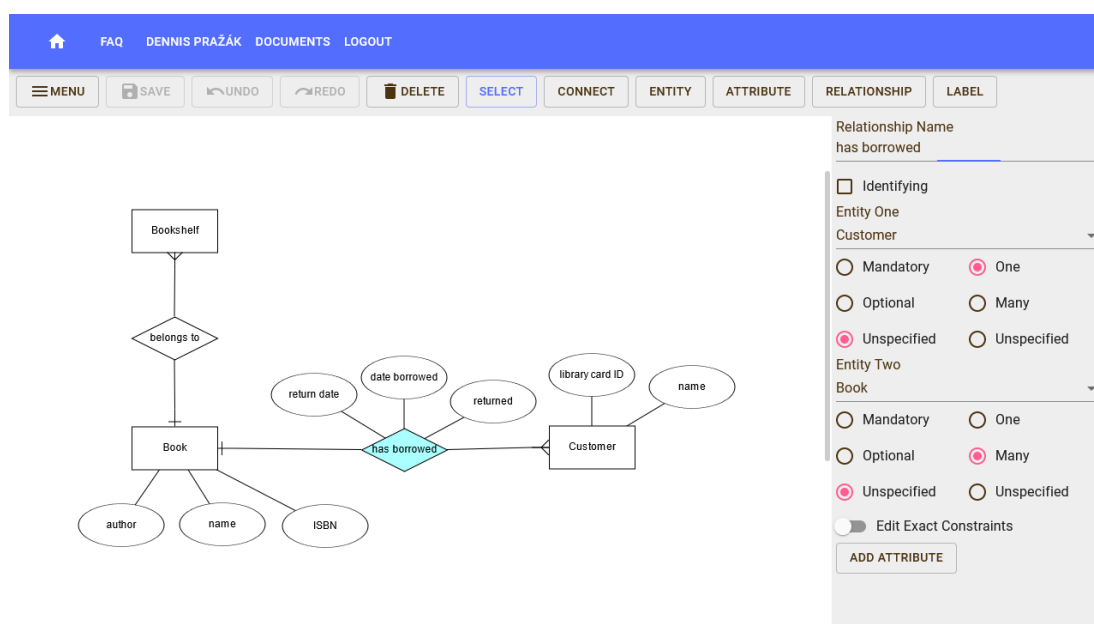 FAQ DENNIS PRAŽÁK DOCUMENTS LOGOUT
MENU SAVE UNDO REDO DELETE SELECT CONNECT ENTITY ATTRIBUTE RELATIONSHIP LABEL
Bookshelf
belongs to
return date
date borrowed
returned
library card ID
name
Book
has borrowed
Customer
author
name
ISBN
Relationship Name
has borrowed
Identifying
Entity One
Customer
Mandatory One
Optional Many
Unspecified Unspecified
Entity Two
Book
Mandatory One
Optional Many
Unspecified Unspecified
Edit Exact Constraints
ADD ATTRIBUTE